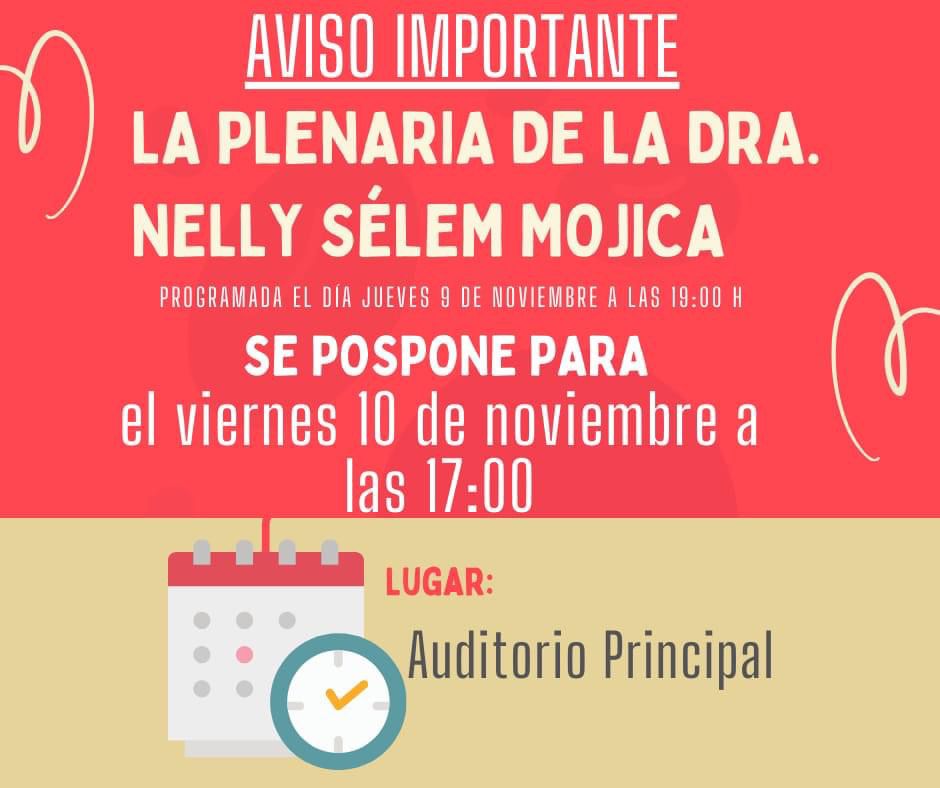 AVISO IMPORTANTE
LA PLENARIA DE LA DRA.
NELLY SÉLEM MOJICA
PROGRAMADA EL DÍA JUEVES 9 DE NOVIEMBRE A LAS 19:00 H
SE POSPONE PARA
el viernes 10 de noviembre a
las 17:00
LUGAR:
Auditorio Principal